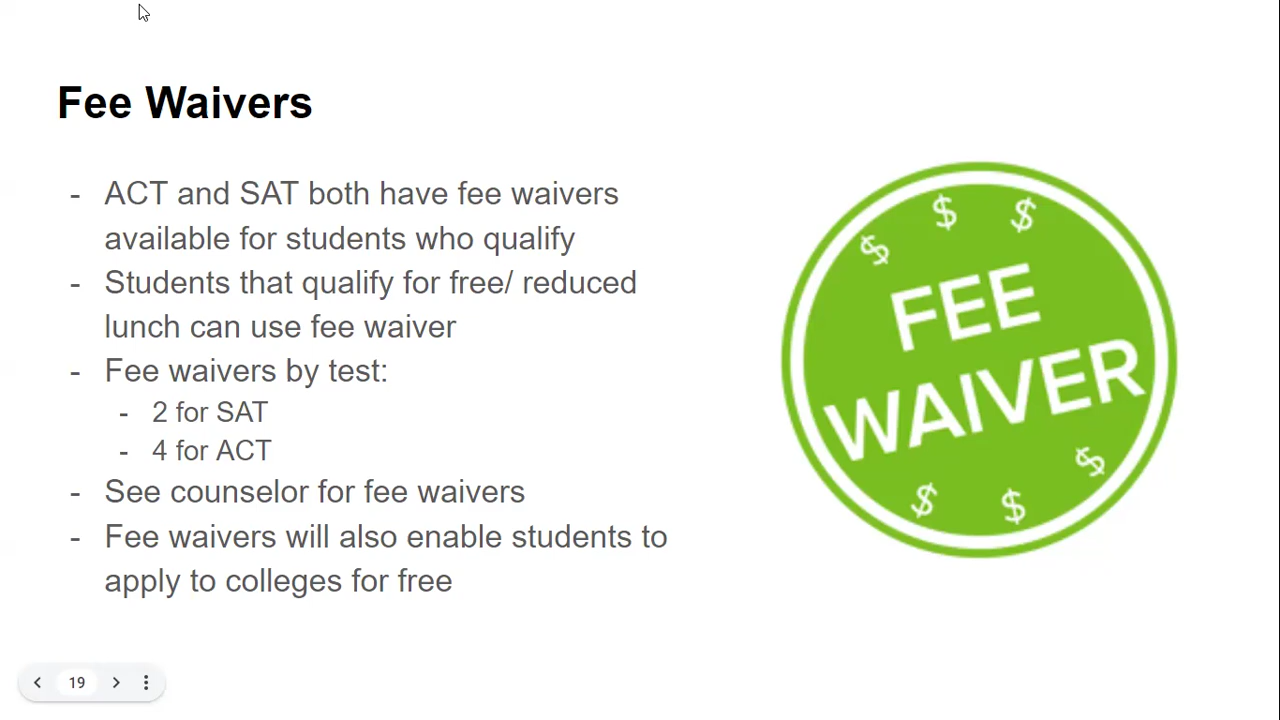 Fee Waivers
- ACT and SAT both have fee waivers
available for students who qualify
- Students that qualify for free/ reduced
lunch can use fee waiver
- Fee waivers by test:
- 2 for SAT
- 4 for ACT
- See counselor for fee waivers
- Fee waivers will also enable students to
apply to colleges for free
$ $ $
FEE
WAIVER
$ $ $
19